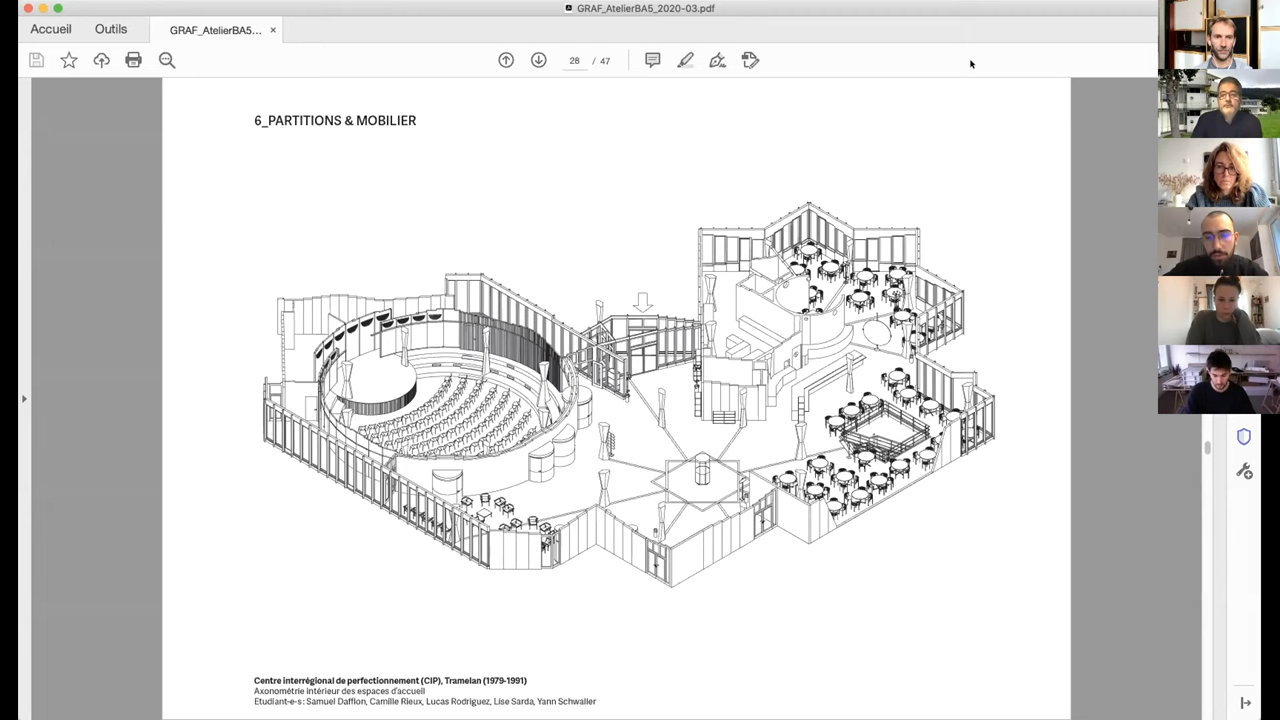 GRAF_AtelierBA5_2020-03.pdf
Accueil
Outils
GRAF_AtelierBA5...
28 / 47
6_PARTITIONS & MOBILIER
Centre interrégional de perfectionnement (CIP), Tramelan (1979-1991)
Axonométrie intérieur des espaces d'accueil
Etudiant-e-s : Samuel Dafflon, Camille Rieux, Lucas Rodriguez, Lise Sarda, Yann Schwaller